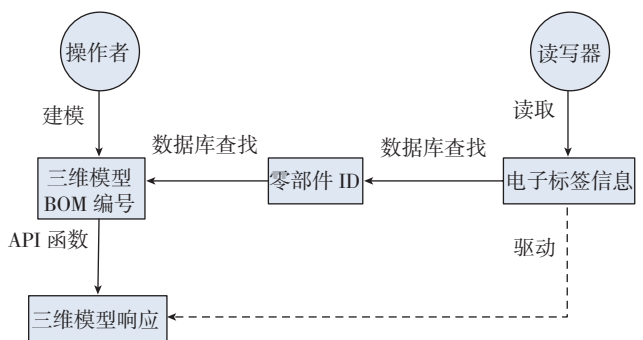 操作者
读写器
建模
读取
数据库查找
数据库查找
三维模型
BOM 编号
零部件 ID
电子标签信息
API 函数
驱动
三维模型响应